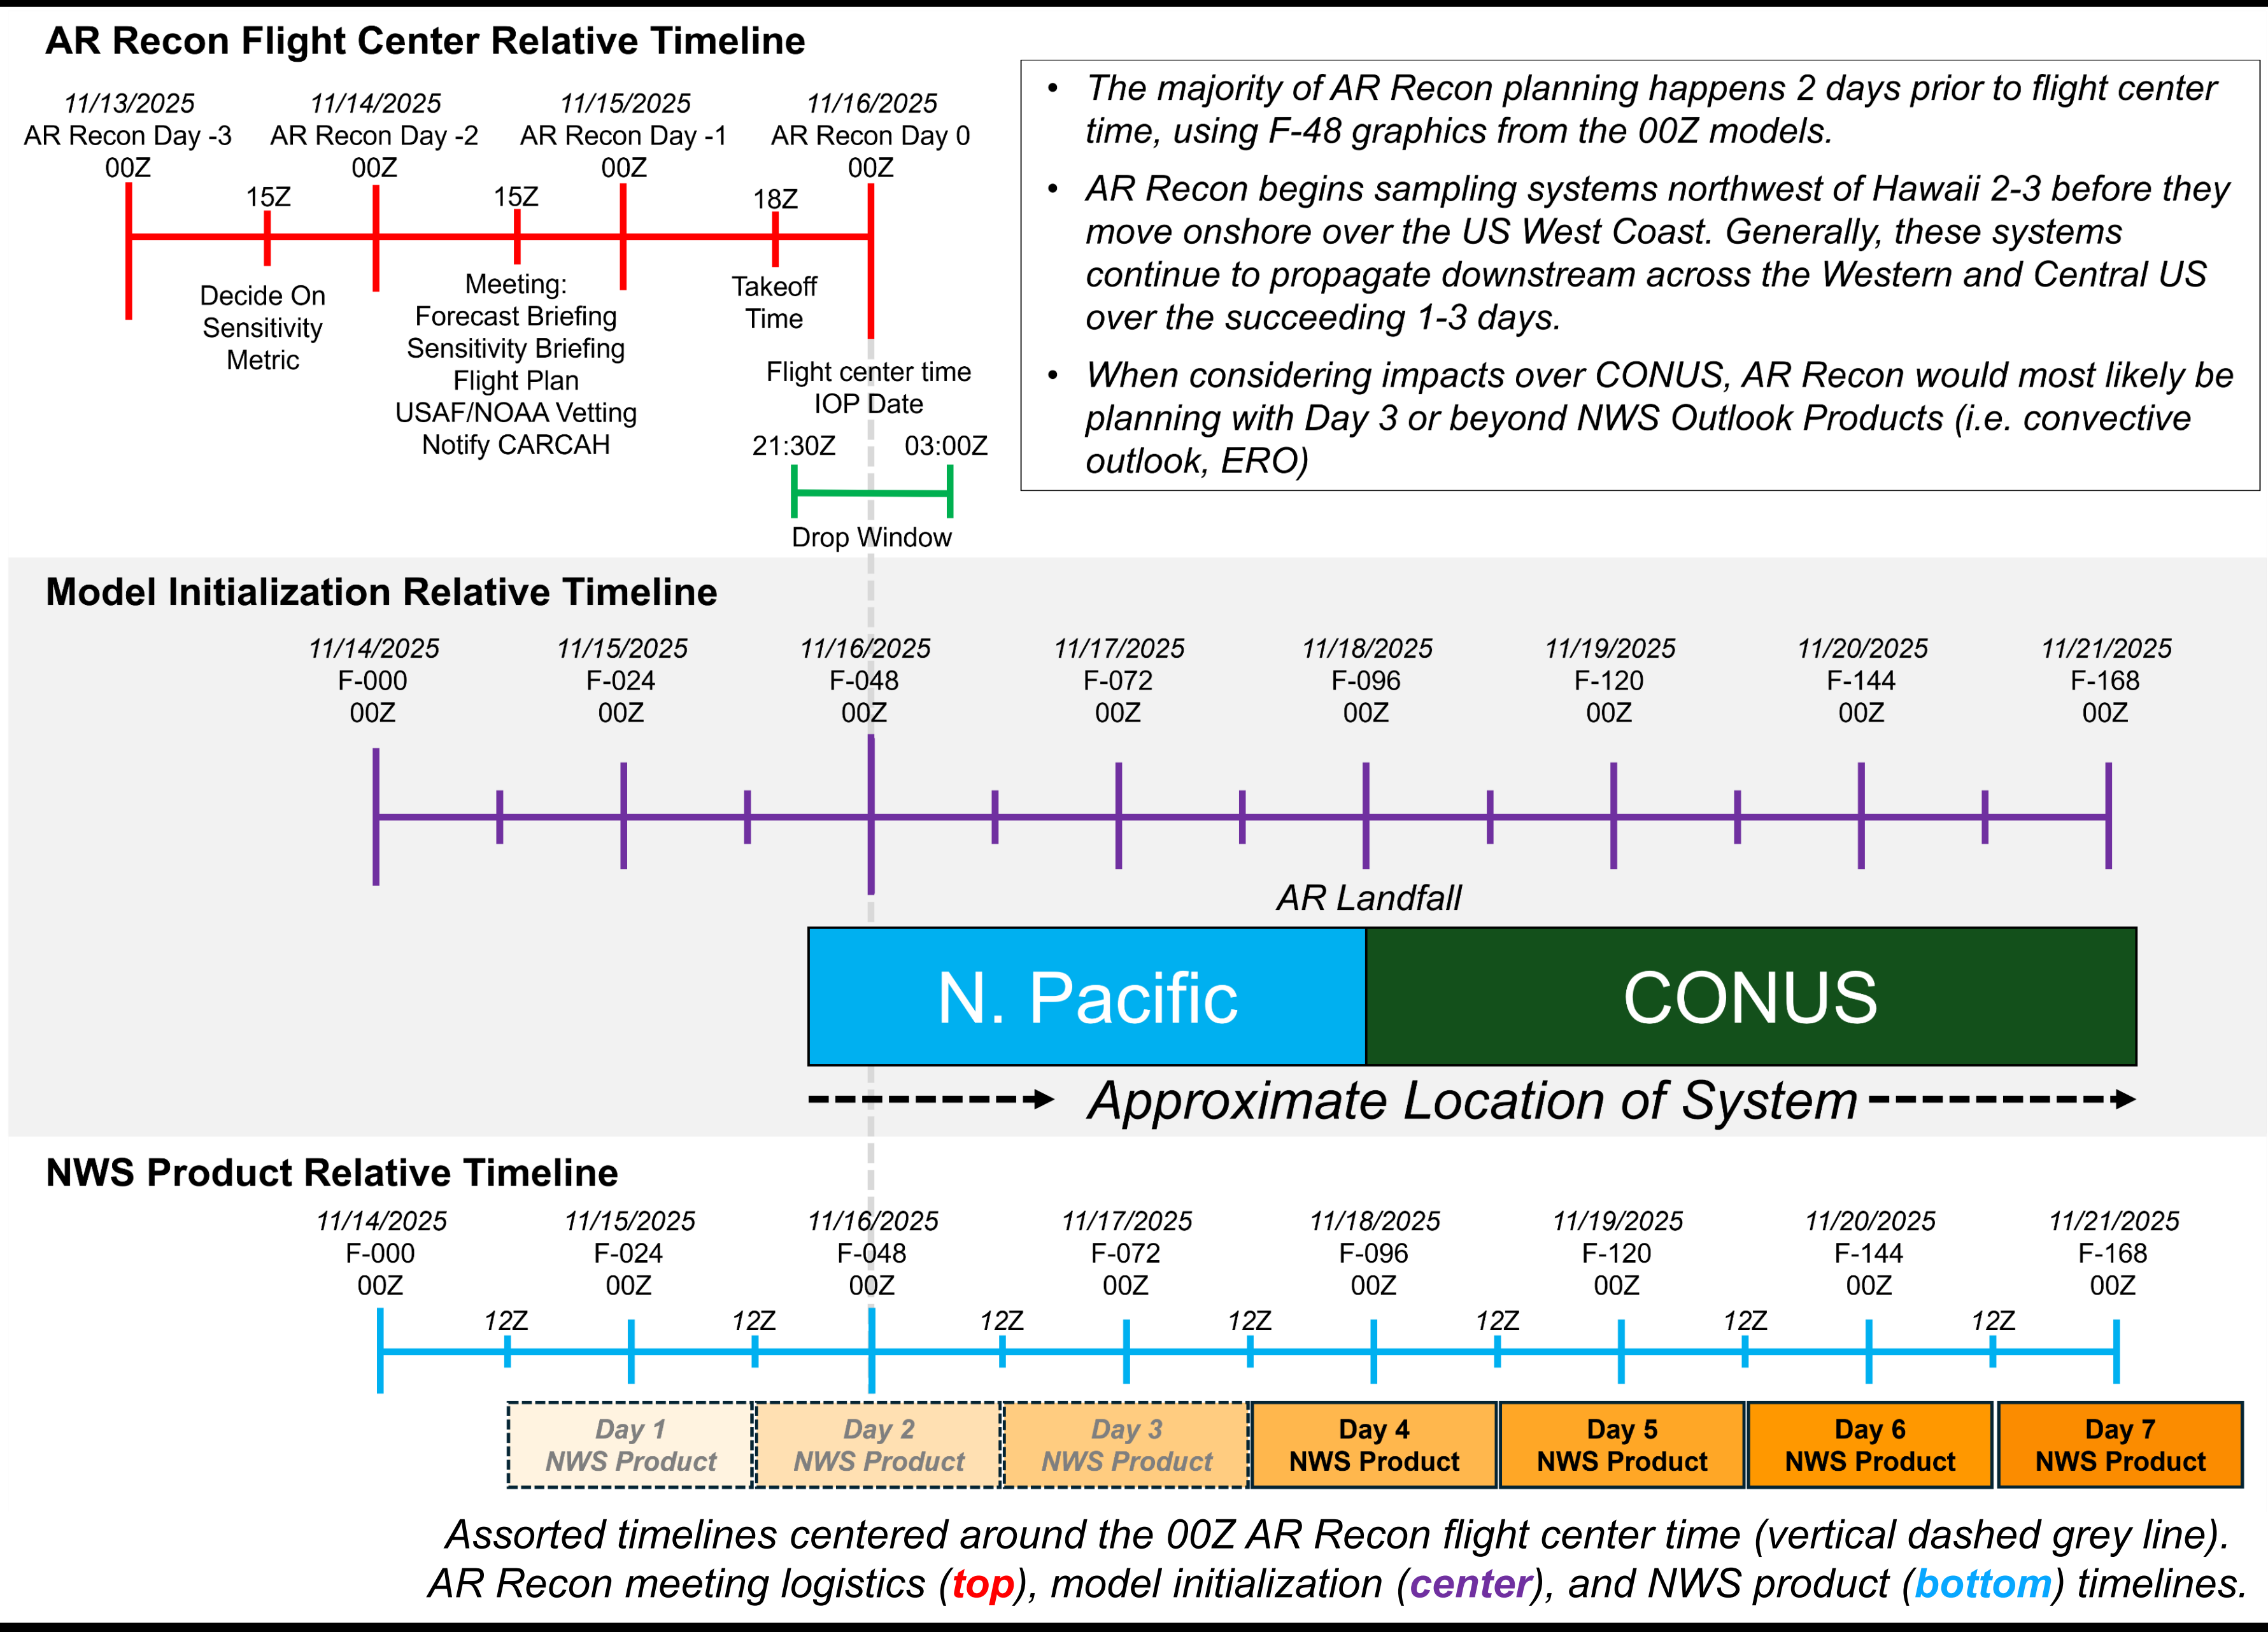 AR Recon Flight Center Relative Timeline
11/13/2025 11/14/2025 11/15/2025 11/16/2025
AR Recon Day -3 AR Recon Day -2 AR Recon Day -1 AR Recon Day 0
00Z 00Z 00Z 00Z
15Z 15Z 18Z
Decide On
Sensitivity
Metric
Meeting:
Forecast Briefing
Sensitivity Briefing
Flight Plan
USAF/NOAA Vetting
Notify CARCAH
Takeoff
Time
Flight center time
IOP Date
21:30Z 03:00Z
Drop Window
• The majority of AR Recon planning happens 2 days prior to flight center
time, using F-48 graphics from the 00Z models.
• AR Recon begins sampling systems northwest of Hawaii 2-3 before they
move onshore over the US West Coast. Generally, these systems
continue to propagate downstream across the Western and Central US
over the succeeding 1-3 days.
• When considering impacts over CONUS, AR Recon would most likely be
planning with Day 3 or beyond NWS Outlook Products (i.e. convective
outlook, ERO)
Model Initialization Relative Timeline
11/14/2025 11/15/2025 11/16/2025 11/17/2025 11/18/2025 11/19/2025 11/20/2025 11/21/2025
F-000 F-024 F-048 F-072 F-096 F-120 F-144 F-168
00Z 00Z 00Z 00Z 00Z 00Z 00Z 00Z
AR Landfall
N. Pacific CONUS
Approximate Location of System
NWS Product Relative Timeline
11/14/2025 11/15/2025 11/16/2025 11/17/2025 11/18/2025 11/19/2025 11/20/2025 11/21/2025
F-000 F-024 F-048 F-072 F-096 F-120 F-144 F-168
00Z 00Z 00Z 00Z 00Z 00Z 00Z 00Z
12Z 12Z 12Z 12Z 12Z 12Z 12Z
Day 1 Day 2 Day 3 Day 4 Day 5 Day 6 Day 7
NWS Product NWS Product NWS Product NWS Product NWS Product NWS Product NWS Product
Assorted timelines centered around the 00Z AR Recon flight center time (vertical dashed grey line).
AR Recon meeting logistics (top), model initialization (center), and NWS product (bottom) timelines.